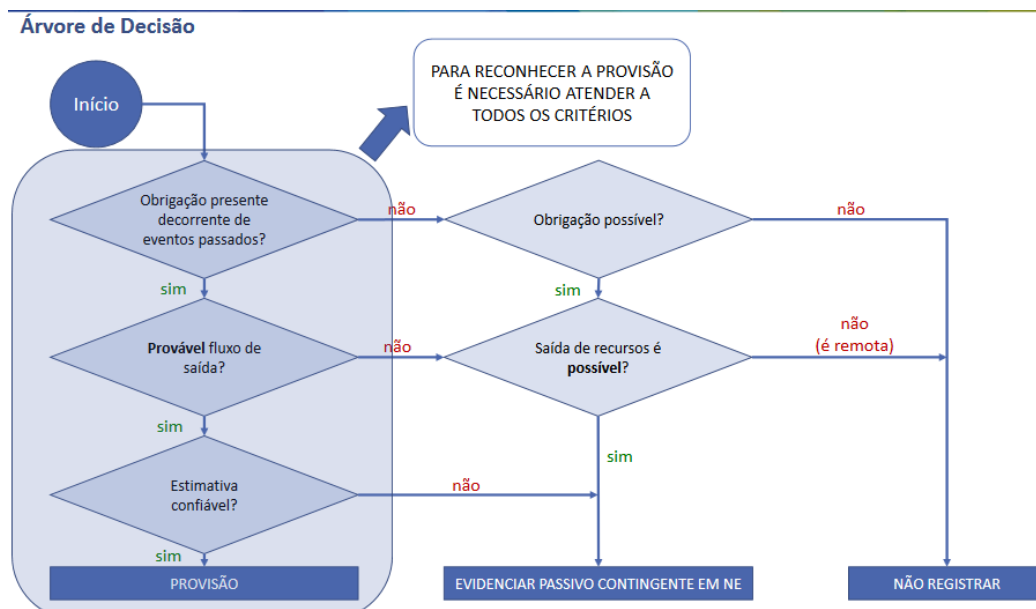 Árvore de Decisão
Início
PARA RECONHECER A PROVISÃO
É NECESSÁRIO ATENDER A
TODOS OS CRITÉRIOS
Obrigação presente
decorrente de
eventos passados?
não
Obrigação possível?
não
sim
sim
Provável fluxo de
saída?
não
Saída de recursos é
possível?
não
(é remota)
sim
sim
Estimativa
confiável?
não
sim
PROVISÃO
EVIDENCIAR PASSIVO CONTINGENTE EM NE
NÃO REGISTRAR